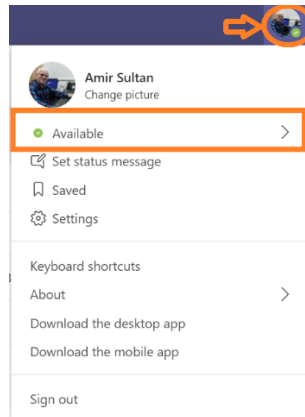 Amir Sultan
Change picture
Available
Set status message
Saved
Settings
Keyboard shortcuts
About
Download the desktop app
Download the mobile app
Sign out